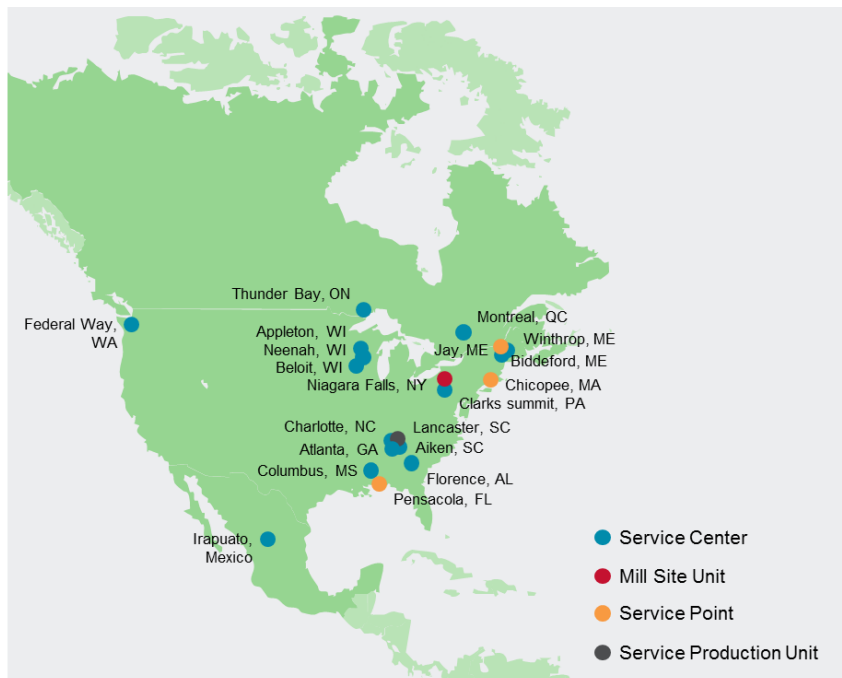 Thunder Bay, ON
Federal Way,
WA
Montreal, QC
Appleton, WI
Winthrop, ME
Neenah, WI
Jay, ME
Biddeford, ME
Beloit, WI
Niagara Falls, NY
Chicopee, MA
Clarks summit, PA
Charlotte, NC
Lancaster, SC
Atlanta, GA
Aiken, SC
Columbus, MS
Florence, AL
Pensacola, FL
Irapuato,
Mexico
Service Center
Mill Site Unit
Service Point
Service Production Unit